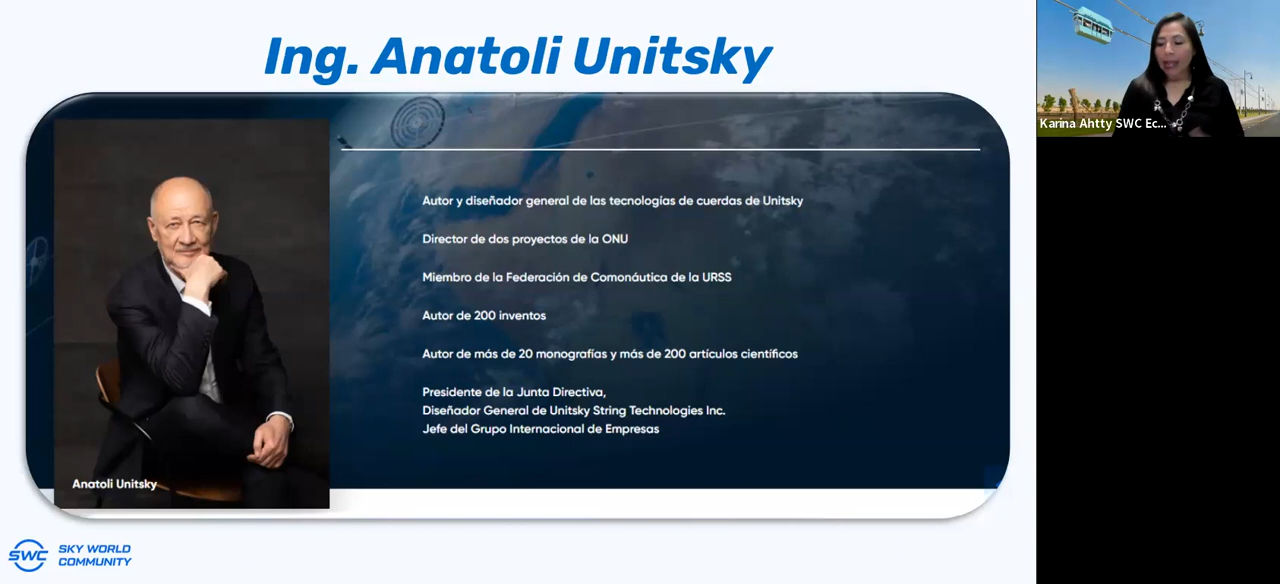 Ing. Anatoli Unitsky
Autor y diseñador general de las tecnologías de cuerdas de Unitsky
Director de dos proyectos de la ONU
Miembro de la Federación de Comonáutica de la URSS
Autor de 200 inventos
Autor de más de 20 monografías y más de 200 artículos científicos
Presidente de la Junta Directiva,
Diseñador General de Unitsky String Technologies Inc.
Jefe del Grupo Internacional de Empresas
Anatoli Unitsky
SWC SKY WORLD
COMMUNITY
Karina Ahtty SWC Ec...